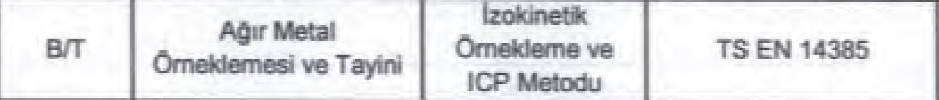 B/T
Ağır Metal
Örneklemesi ve Tayini
İzokinetik
Örnekleme ve
ICP Metodu
TS EN 14385